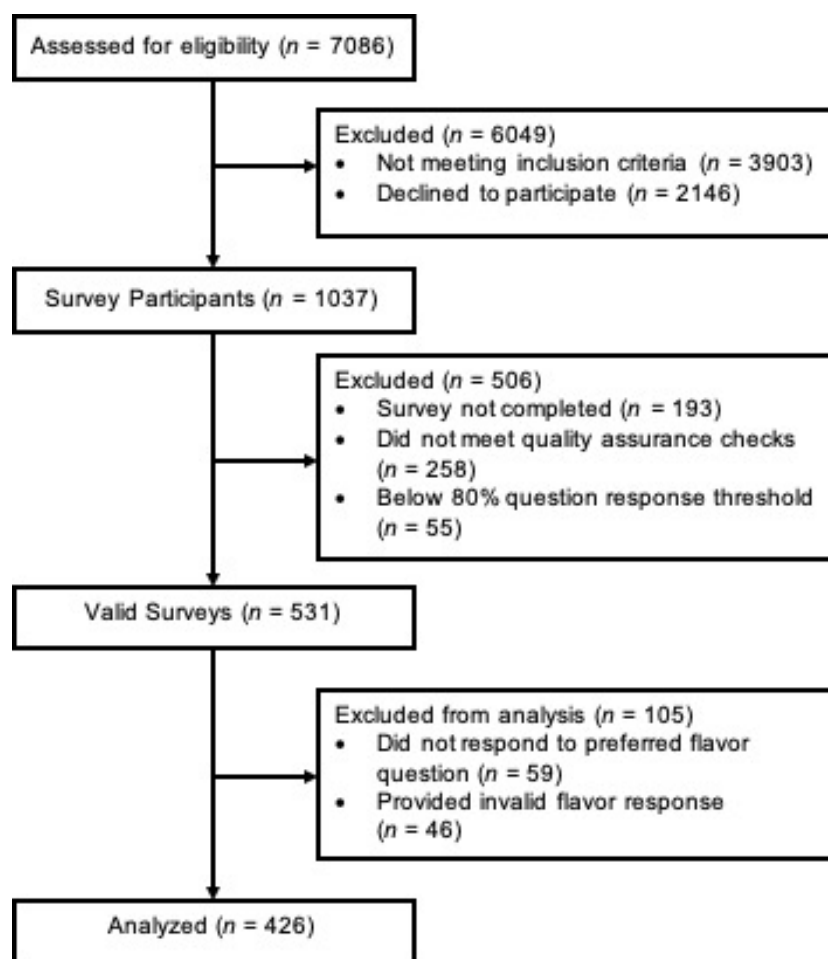 Assessed for eligibility (n = 7086)
Excluded (n = 6049)
• Not meeting inclusion criteria (n = 3903)
• Declined to participate (n = 2146)
Survey Participants (n = 1037)
Excluded (n = 506)
• Survey not completed (n = 193)
• Did not meet quality assurance checks
(n = 258)
• Below 80% question response threshold
(n = 55)
Valid Surveys (n = 531)
Excluded from analysis (n = 105)
• Did not respond to preferred flavor
question (n = 59)
• Provided invalid flavor response
(n = 46)
Analyzed (n = 426)